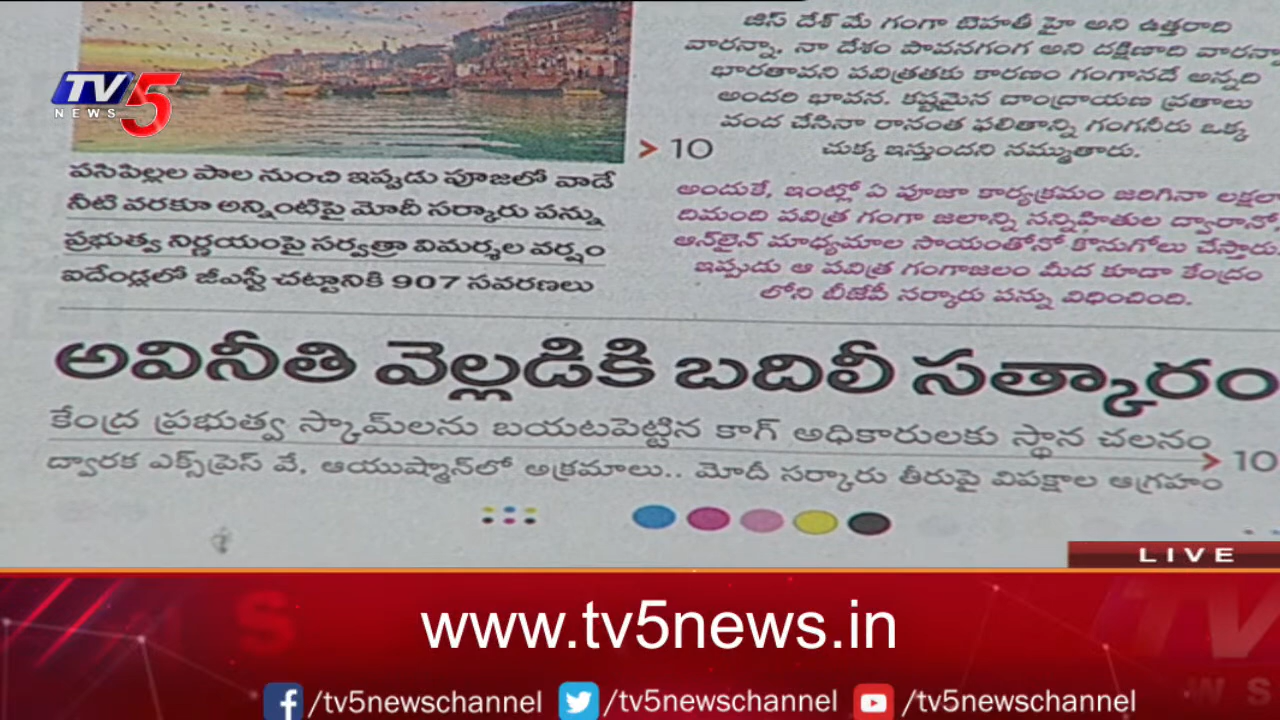 TV5
NEWS
పసిపిల్లల పాల నుంచి ఇప్పుడు పూజలో వాడే
నీటి వరకూ అన్నింటిపై మోదీ సర్కారు పన్ను
ప్రభుత్వ నిర్ణయంపై సర్వత్రా విమర్శల వర్షం
ఐదేండ్లలో జీఎస్టీ చట్టానికి 907 సవరణలు
> 10
జిస్ దేశ్ మే గంగా బెహతీ హై అని ఉత్తరాది
వారన్నా, నా దేశం పావనగంగ అని దక్షిణాది వారన్నా
భారతావని పవిత్రతకు కారణం గంగానదే అన్నది
అందరి భావన. కష్టమైన చాంద్రాయణ వ్రతాలు
వంద చేసినా రానంత ఫలితాన్ని గంగనీరు ఒక్క
చుక్క ఇస్తుందని నమ్ముతారు.
అందుకే, ఇంట్లో ఏ పూజా కార్యక్రమం జరిగినా లక్షలా
దిమంది పవిత్ర గంగా జలాన్ని సన్నిహితుల ద్వారానో
ఆన్‌లైన్ మాధ్యమాల సాయంతోనో కొనుగోలు చేస్తారు.
ఇప్పుడు ఆ పవిత్ర గంగాజలం మీద కూడా కేంద్రం
లోని బీజేపీ సర్కారు పన్ను విధించింది.
అవినీతి వెల్లడికి బదిలీ సత్కారం
కేంద్ర ప్రభుత్వ స్కామ్‌లను బయటపెట్టిన కాగ్ అధికారులకు స్థాన చలనం
ద్వారక ఎక్స్‌ప్రెస్ వే, ఆయుష్మాన్‌లో అక్రమాలు.. మోదీ సర్కారు తీరుపై విపక్షాల ఆగ్రహం
> 10
LIVE
www.tv5news.in
/tv5newschannel /tv5newschannel /tv5newschannel